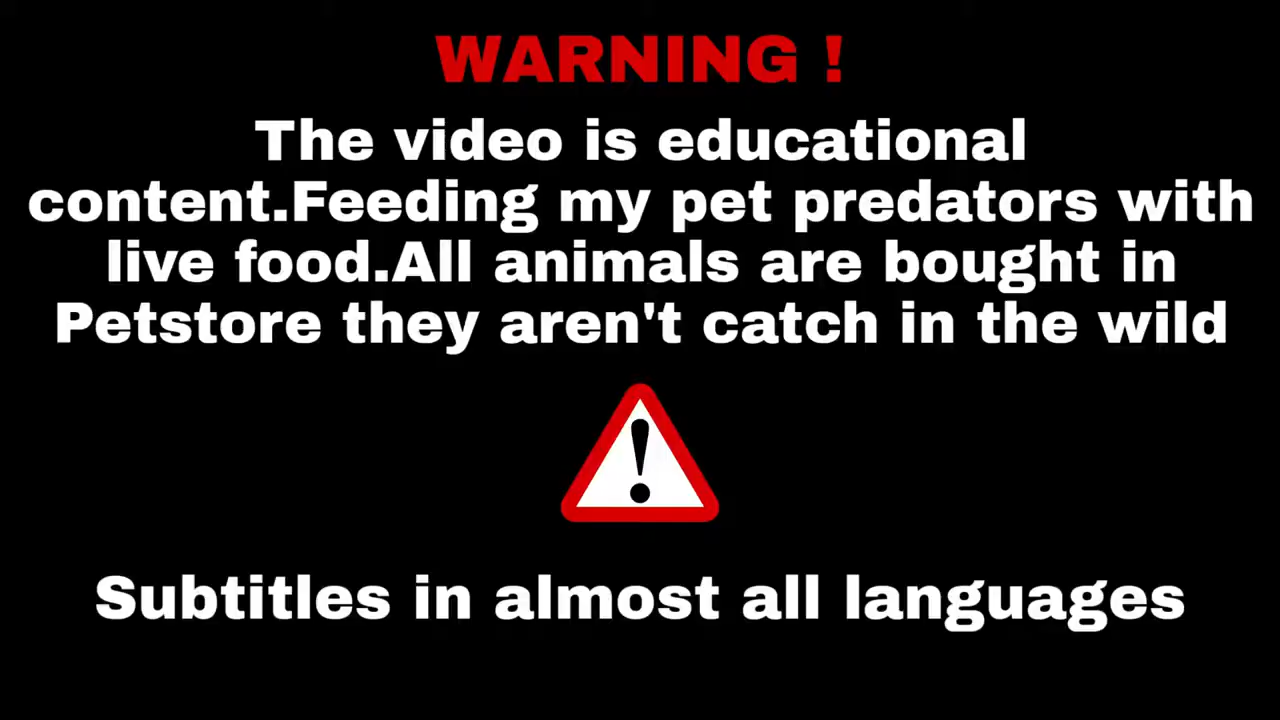 WARNING !
The video is educational
content.Feeding my pet predators with
live food.All animals are bought in
Petstore they aren't catch in the wild
Subtitles in almost all languages